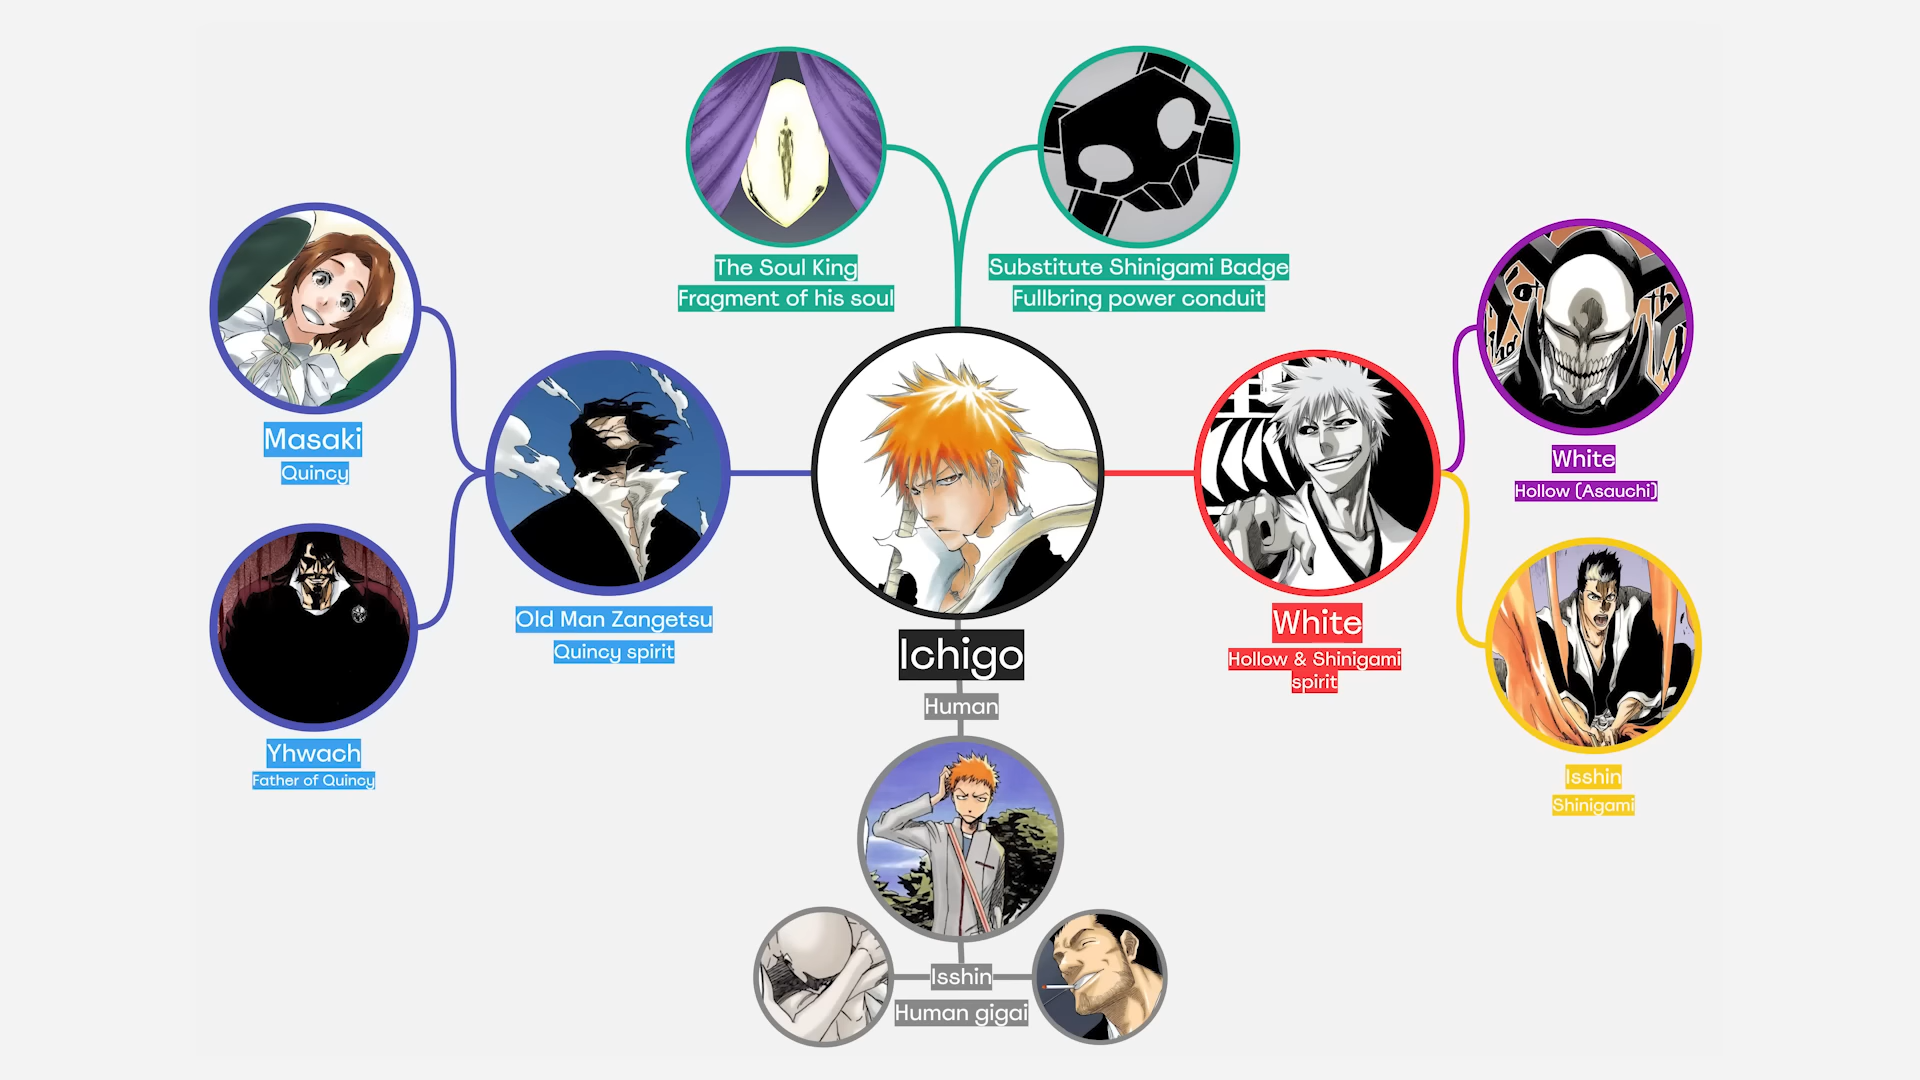 The Soul King
Fragment of his soul
Substitute Shinigami Badge
Fullbring power conduit
Masaki
Quincy
Yhwach
Father of Quincy
Old Man Zangetsu
Quincy spirit
Ichigo
Human
White
Hollow & Shinigami
spirit
White
Hollow (Asauchi)
Isshin
Shinigami
Isshin
Human gigai